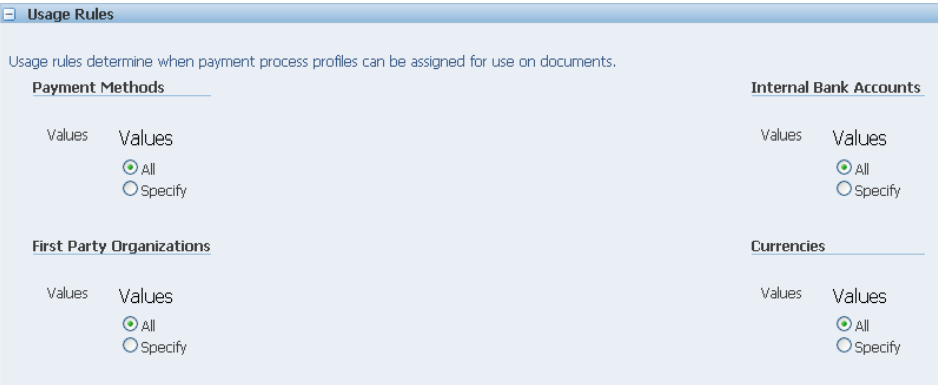 Usage Rules
Usage rules determine when payment process profiles can be assigned for use on documents.
Payment Methods
Internal Bank Accounts
Values Values
All
Specify
Values Values
All
Specify
First Party Organizations
Currencies
Values Values
All
Specify
Values Values
All
Specify